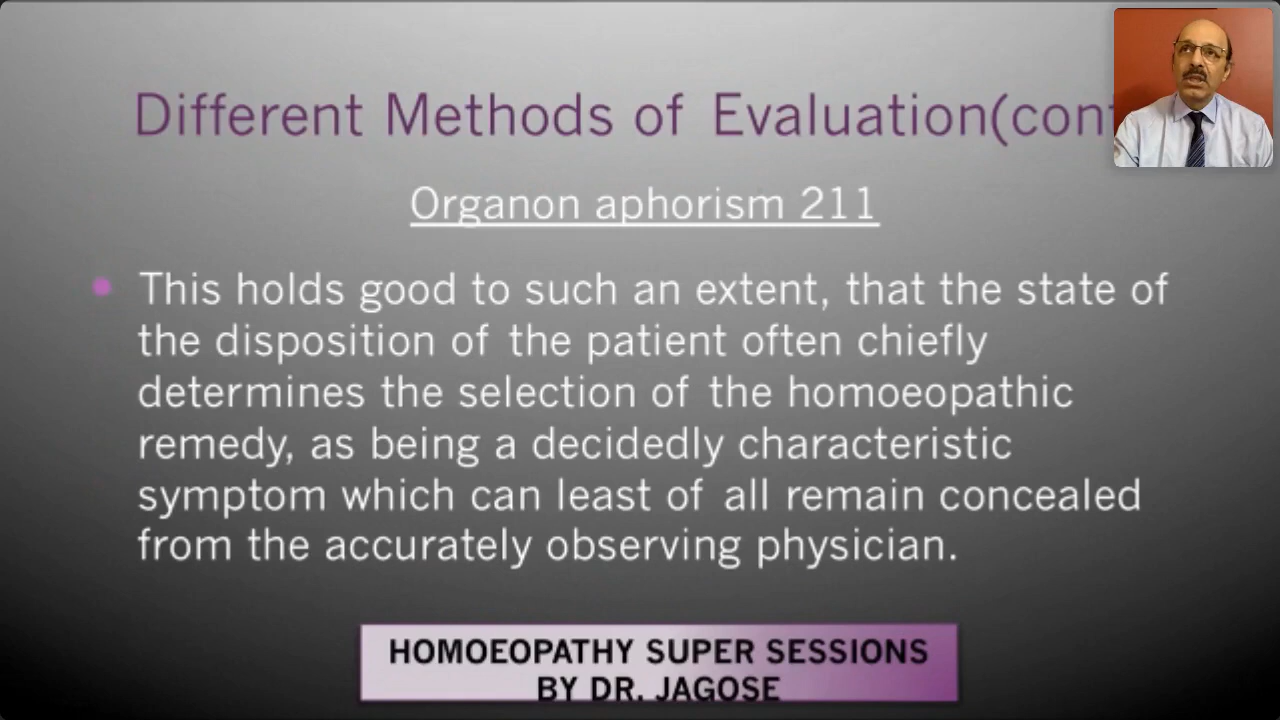 Different Methods of Evaluation(con
Organon aphorism 211
• This holds good to such an extent, that the state of
the disposition of the patient often chiefly
determines the selection of the homoeopathic
remedy, as being a decidedly characteristic
symptom which can least of all remain concealed
from the accurately observing physician.
HOMOEOPATHY SUPER SESSIONS
BY DR. JAGOSE